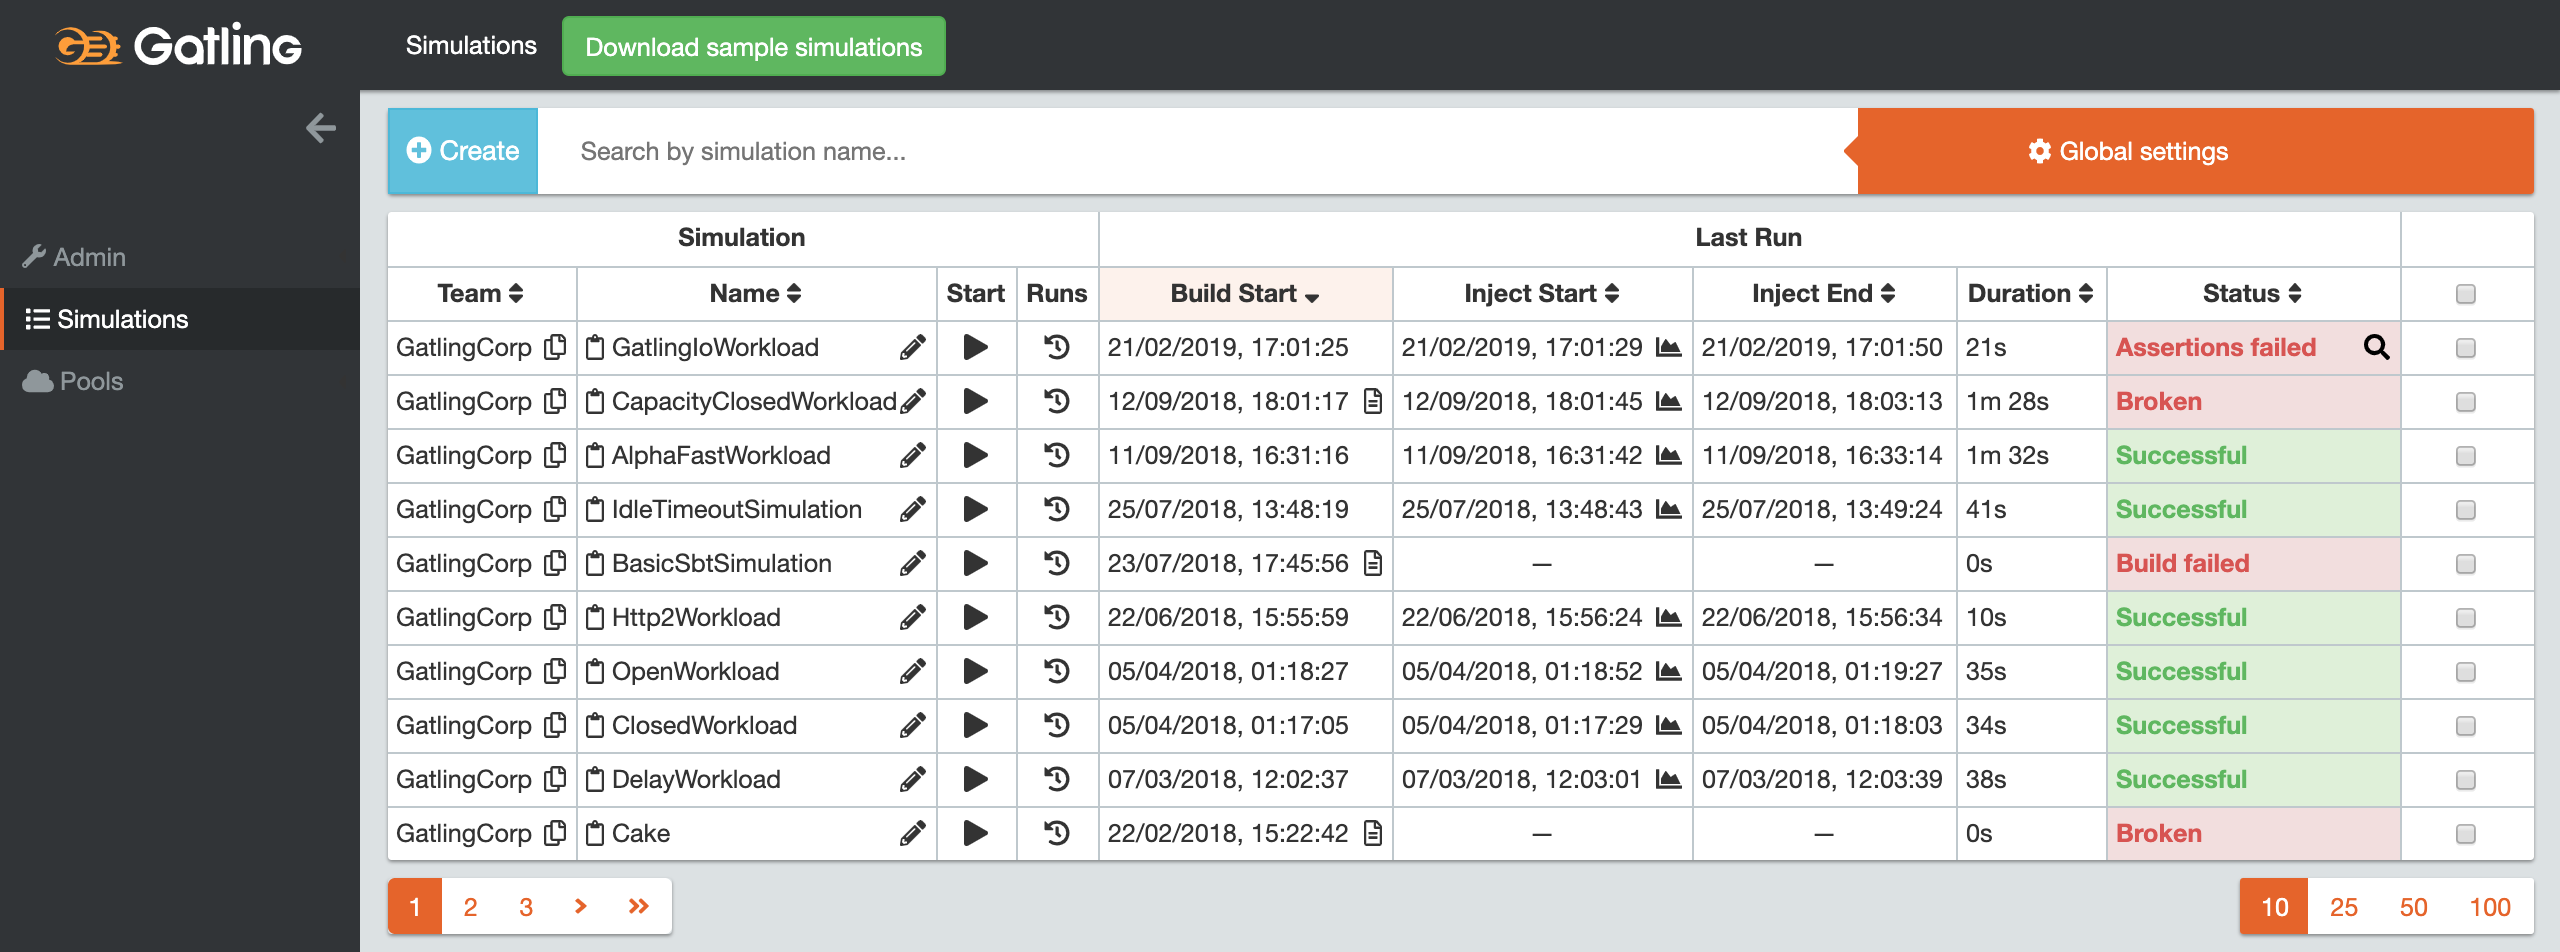 Gatling
Simulations Download sample simulations
Create Search by simulation name... Global settings
Admin
Simulations
Pools
Simulation Last Run
Team Name Start Runs Build Start Inject Start Inject End Duration Status
GatlingCorp GatlingIoWorkload 21/02/2019, 17:01:25 21/02/2019, 17:01:29 21/02/2019, 17:01:50 21s Assertions failed
GatlingCorp CapacityClosedWorkload 12/09/2018, 18:01:17 12/09/2018, 18:01:45 12/09/2018, 18:03:13 1m 28s Broken
GatlingCorp AlphaFastWorkload 11/09/2018, 16:31:16 11/09/2018, 16:31:42 11/09/2018, 16:33:14 1m 32s Successful
GatlingCorp IdleTimeoutSimulation 25/07/2018, 13:48:19 25/07/2018, 13:48:43 25/07/2018, 13:49:24 41s Successful
GatlingCorp BasicSbtSimulation 23/07/2018, 17:45:56 — — 0s Build failed
GatlingCorp Http2Workload 22/06/2018, 15:55:59 22/06/2018, 15:56:24 22/06/2018, 15:56:34 10s Successful
GatlingCorp OpenWorkload 05/04/2018, 01:18:27 05/04/2018, 01:18:52 05/04/2018, 01:19:27 35s Successful
GatlingCorp ClosedWorkload 05/04/2018, 01:17:05 05/04/2018, 01:17:29 05/04/2018, 01:18:03 34s Successful
GatlingCorp DelayWorkload 07/03/2018, 12:02:37 07/03/2018, 12:03:01 07/03/2018, 12:03:39 38s Successful
GatlingCorp Cake 22/02/2018, 15:22:42 — — 0s Broken
1 2 3 > >> 10 25 50 100